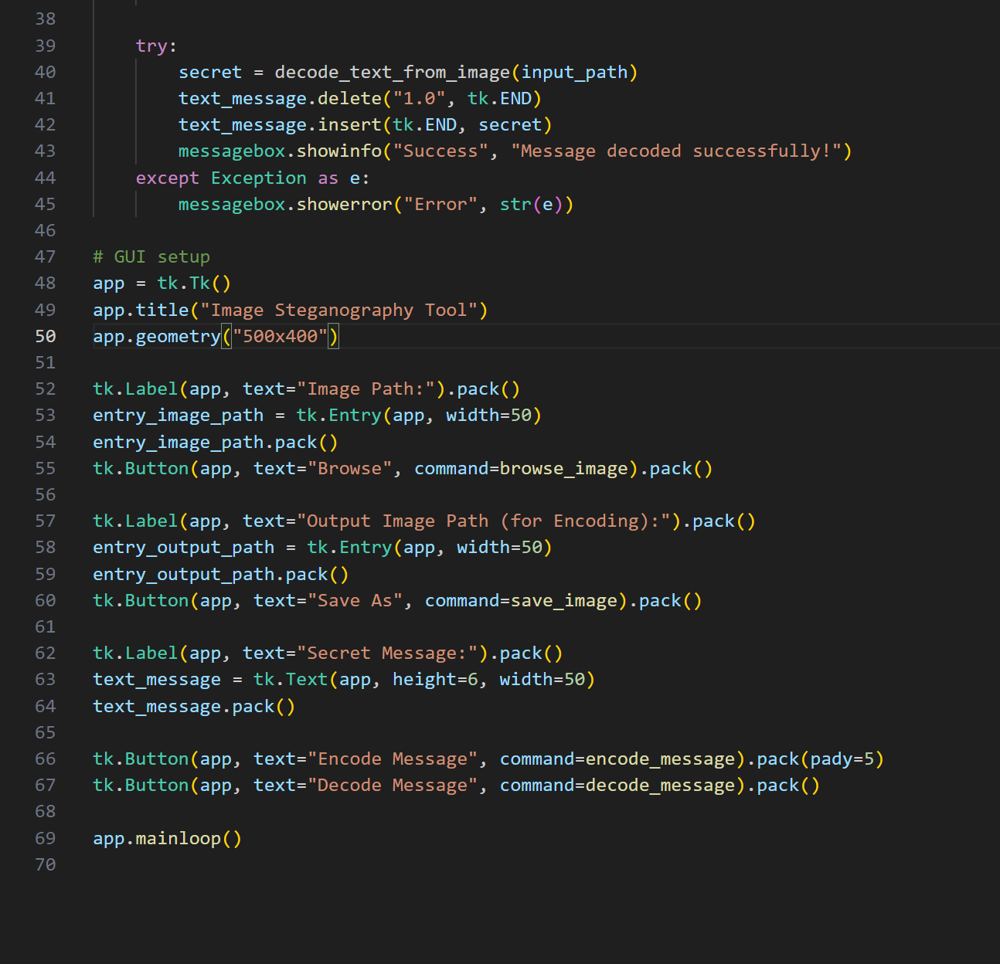 38
39 try:
40 secret = decode_text_from_image(input_path)
41 text_message.delete("1.0", tk.END)
42 text_message.insert(tk.END, secret)
43 messagebox.showinfo("Success", "Message decoded successfully!")
44 except Exception as e:
45 messagebox.showerror("Error", str(e))
46
47 # GUI setup
48 app = tk.Tk()
49 app.title("Image Steganography Tool")
50 app.geometry("500x400")
51
52 tk.Label(app, text="Image Path:").pack()
53 entry_image_path = tk.Entry(app, width=50)
54 entry_image_path.pack()
55 tk.Button(app, text="Browse", command=browse_image).pack()
56
57 tk.Label(app, text="Output Image Path (for Encoding):").pack()
58 entry_output_path = tk.Entry(app, width=50)
59 entry_output_path.pack()
60 tk.Button(app, text="Save As", command=save_image).pack()
61
62 tk.Label(app, text="Secret Message:").pack()
63 text_message = tk.Text(app, height=6, width=50)
64 text_message.pack()
65
66 tk.Button(app, text="Encode Message", command=encode_message).pack(pady=5)
67 tk.Button(app, text="Decode Message", command=decode_message).pack()
68
69 app.mainloop()
70